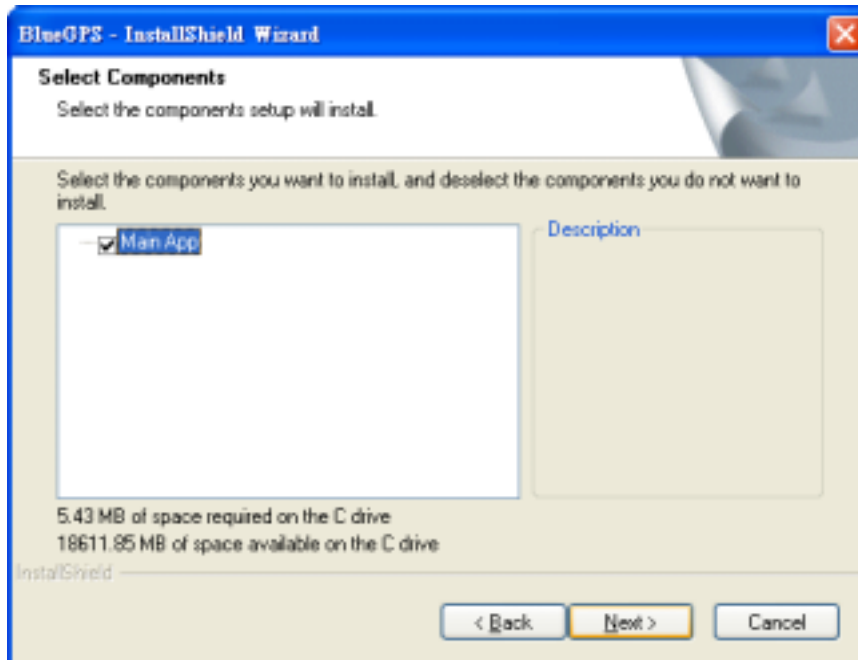 BlueGPS - InstallShield Wizard
Select Components
Select the components setup will install.
Select the components you want to install, and deselect the components you do not want to
install.
Main App
Description
5.43 MB of space required on the C drive
18611.85 MB of space available on the C drive
InstallShield
< Back
Next >
Cancel